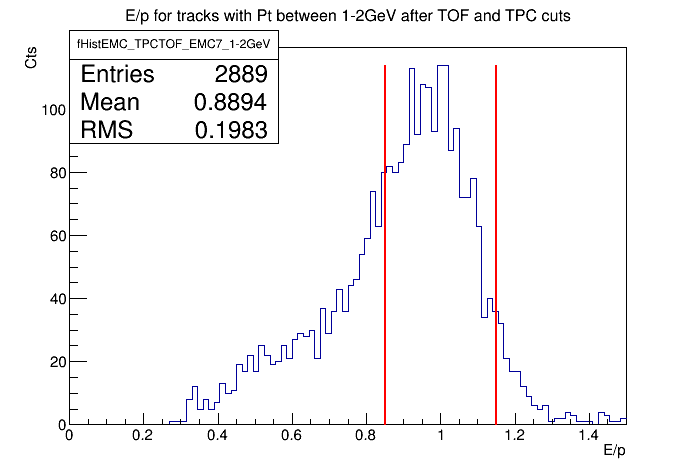 E/p for tracks with Pt between 1-2GeV after TOF and TPC cuts
fHistEMC_TPCTOF_EMC7_1-2GeV
Entries 2889
Mean 0.8894
RMS 0.1983
Cts
100
80
60
40
20
0
0 0.2 0.4 0.6 0.8 1 1.2 1.4
E/p